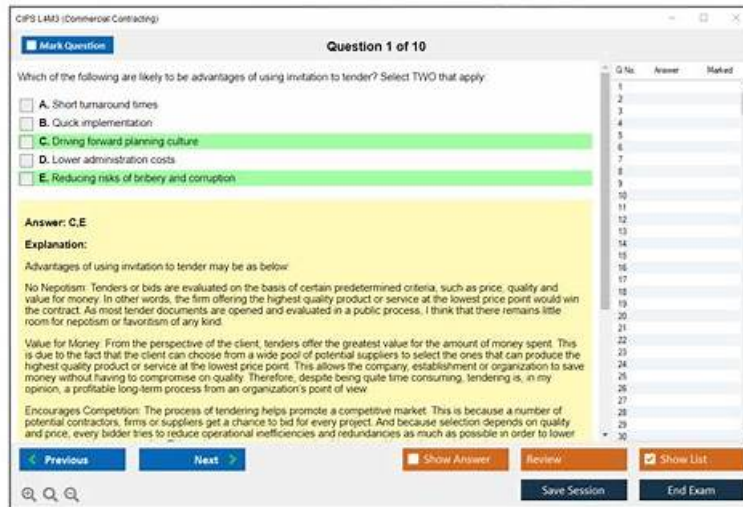 CIPS L4M3 (Commercial Contracting)
Mark Question
Question 1 of 10
Which of the following are likely to be advantages of using invitation to tender? Select TWO that apply
A. Short turnaround times
B. Quick implementation
C. Driving forward planning culture
D. Lower administration costs
E. Reducing risks of bribery and corruption
Answer: C,E
Explanation:
Advantages of using invitation to tender may be as below
No Nepotism: Tenders or bids are evaluated on the basis of certain predetermined criteria, such as price, quality and
value for money. In other words, the firm offering the highest quality product or service at the lowest price point would win
the contract. As most tender documents are opened and evaluated in a public process, I think that there remains little
room for nepotism or favoritism of any kind.
Value for Money: From the perspective of the client, tenders offer the greatest value for the amount of money spent. This
is due to the fact that the client can choose from a wide pool of potential suppliers to select the ones that can produce the
highest quality product or service at the lowest price point. This allows the company, establishment or organization to save
money without having to compromise on quality. Therefore, despite being quite time consuming, tendering is, in my
opinion, a profitable long-term process from an organization's point of view.
Encourages Competition: The process of tendering helps promote a competitive market. This is because a number of
potential contractors, firms or suppliers get a chance to bid for every project. And because selection depends on quality
and price, every bidder tries to reduce operational inefficiencies and redundancies as much as possible in order to lower
Q No. Answer Marked
1
2
3
4
5
6
7
8
9
10
11
12
13
14
15
16
17
18
19
20
21
22
23
24
25
26
27
28
29
30
Previous
Next
Show Answer
Review
Show List
Save Session
End Exam